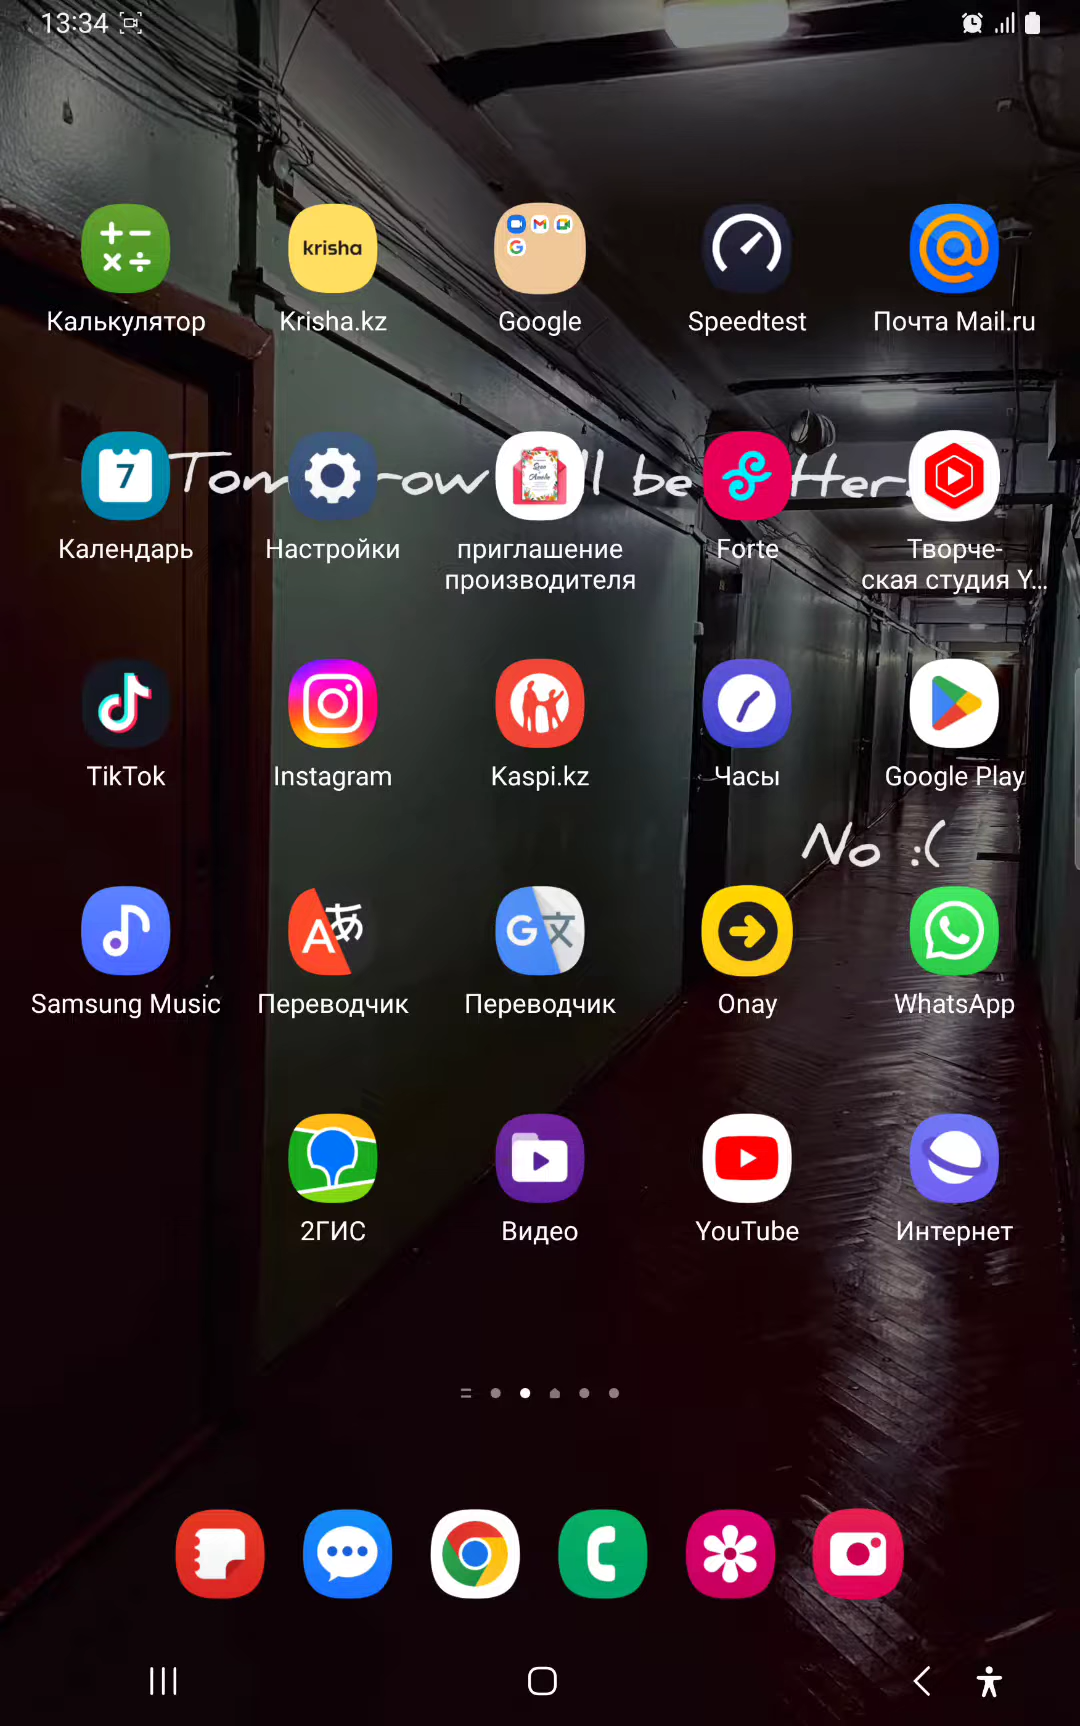 13:34
krisha
Калькулятор
Krisha.kz
Google
Speedtest
Почта Mail.ru
7
Календарь
Настройки
приглашение
производителя
Forte
Творче-
ская студия Y...
TikTok
Instagram
Kaspi.kz
Часы
Google Play
No :(
Samsung Music
Переводчик
Переводчик
Onay
WhatsApp
2ГИС
Видео
YouTube
Интернет